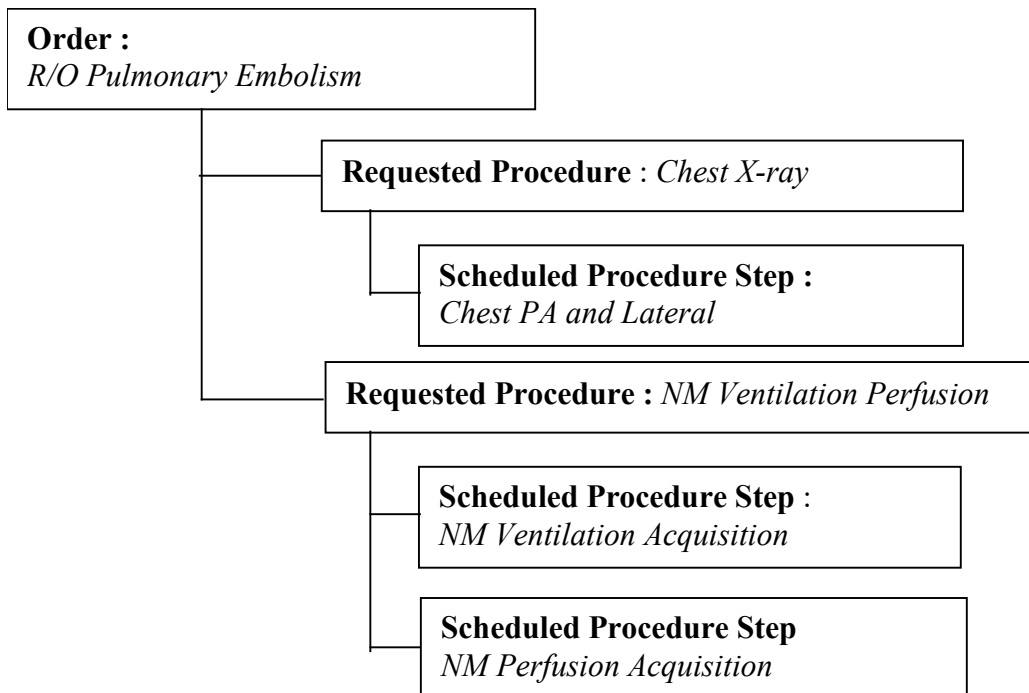 Order :
R/O Pulmonary Embolism
Requested Procedure : Chest X-ray
Scheduled Procedure Step :
Chest PA and Lateral
Requested Procedure : NM Ventilation Perfusion
Scheduled Procedure Step :
NM Ventilation Acquisition
Scheduled Procedure Step
NM Perfusion Acquisition